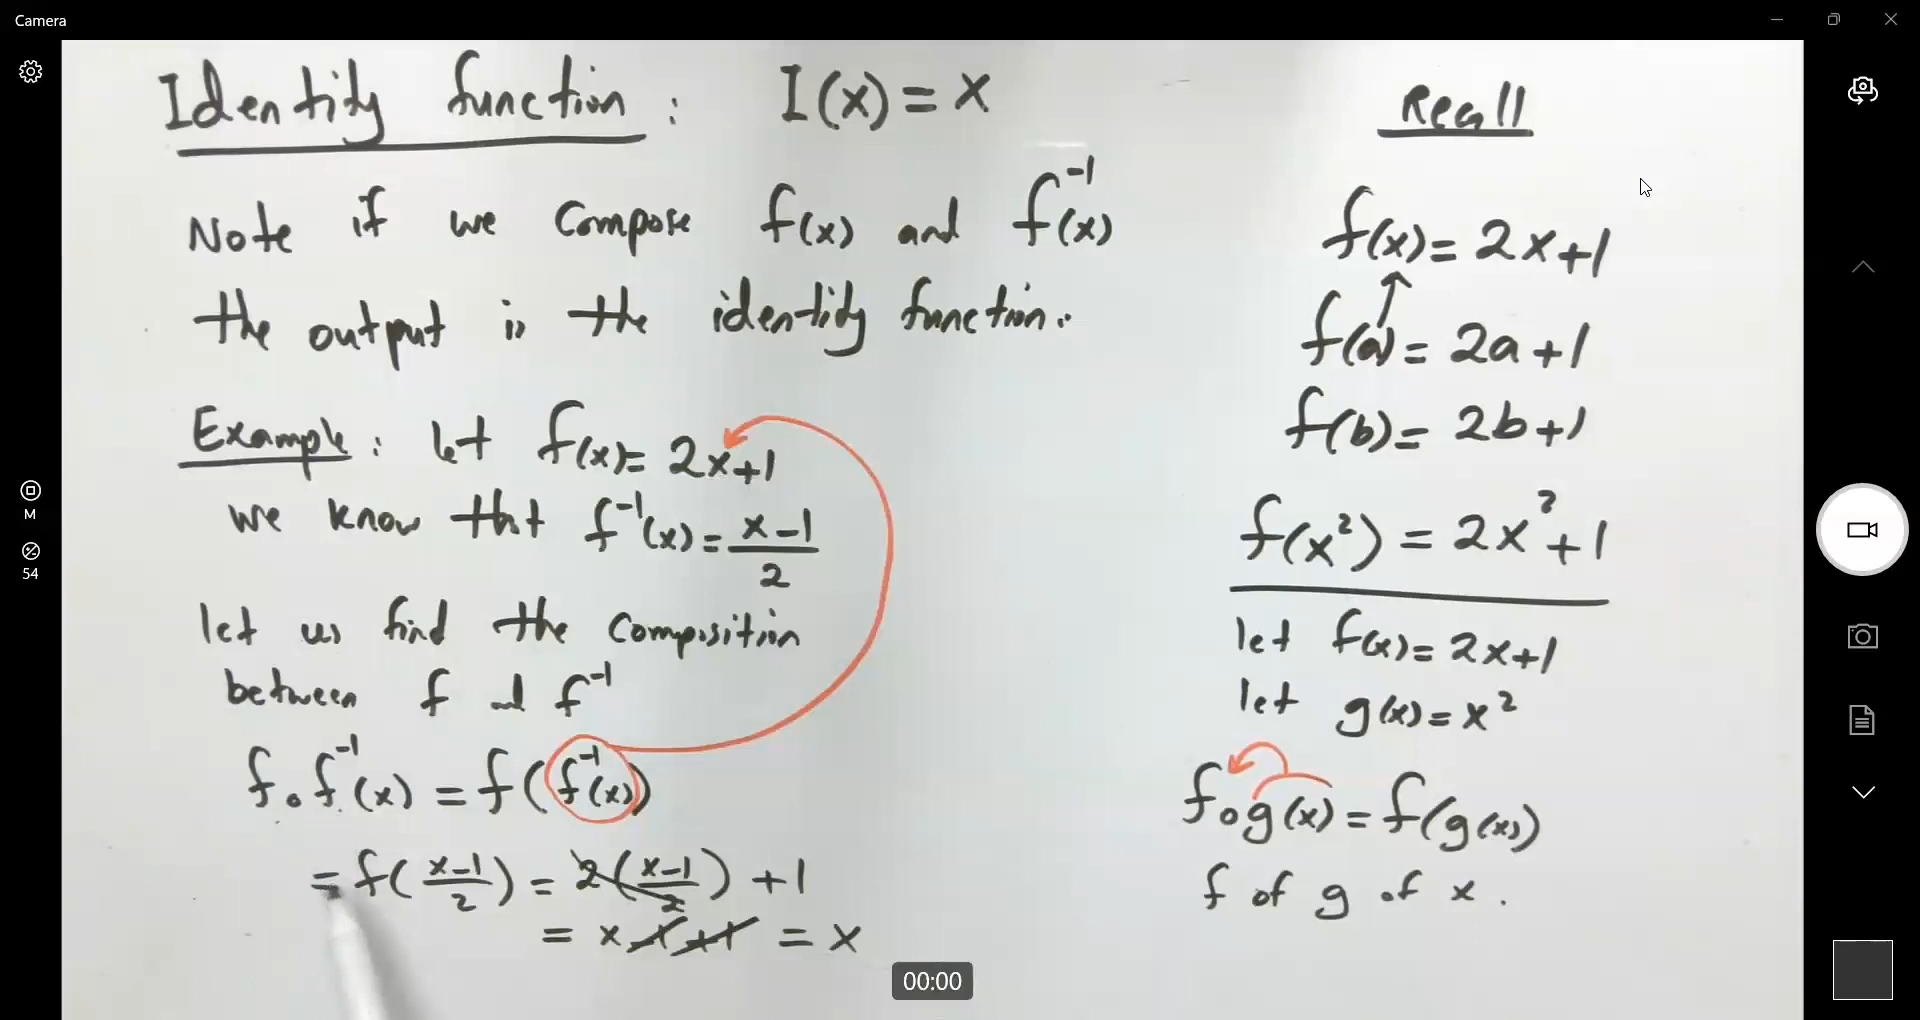 Camera
Identity function : I(x) = x
Note if we compose f(x) and f⁻¹(x)
the output is the identity function.
Example : let f(x) = 2x+1
we know that f⁻¹(x) = (x-1)/2
let us find the composition
between f and f⁻¹
f∘f⁻¹(x) = f(f⁻¹(x))
= f((x-1)/2) = 2((x-1)/2) +1
= x -1 +1 = x
Recall
f(x) = 2x+1
f(a) = 2a+1
f(b) = 2b+1
f(x²) = 2x²+1
let f(x) = 2x+1
let g(x) = x²
f∘g(x) = f(g(x))
f of g of x .
M
54
00:00